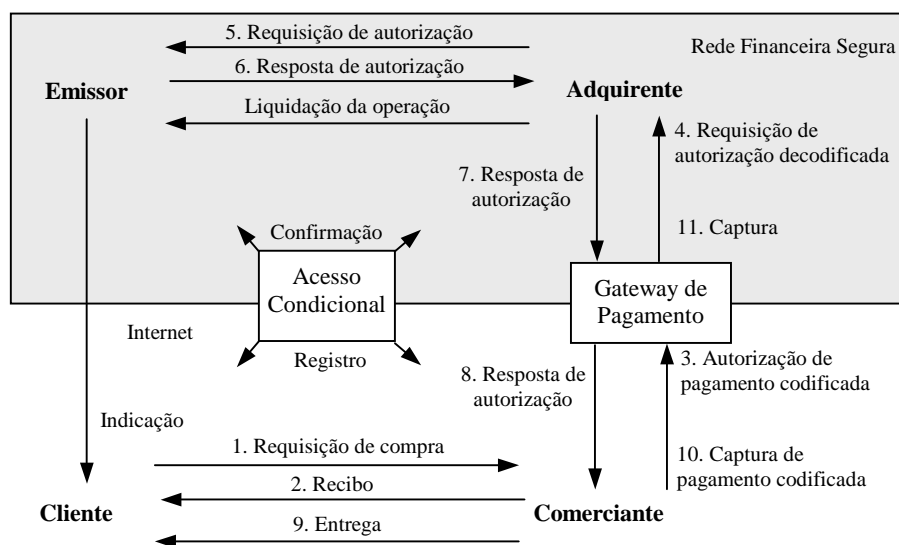 5. Requisição de autorização
Rede Financeira Segura
6. Resposta de autorização
Emissor
Adquirente
Liquidação da operação
4. Requisição de
autorização decodificada
7. Resposta de
autorização
11. Captura
Confirmação
Acesso
Condicional
Gateway de
Pagamento
Internet
Registro
3. Autorização de
pagamento codificada
8. Resposta de
autorização
Indicação
1. Requisição de compra
10. Captura de
pagamento codificada
2. Recibo
Cliente
Comerciante
9. Entrega